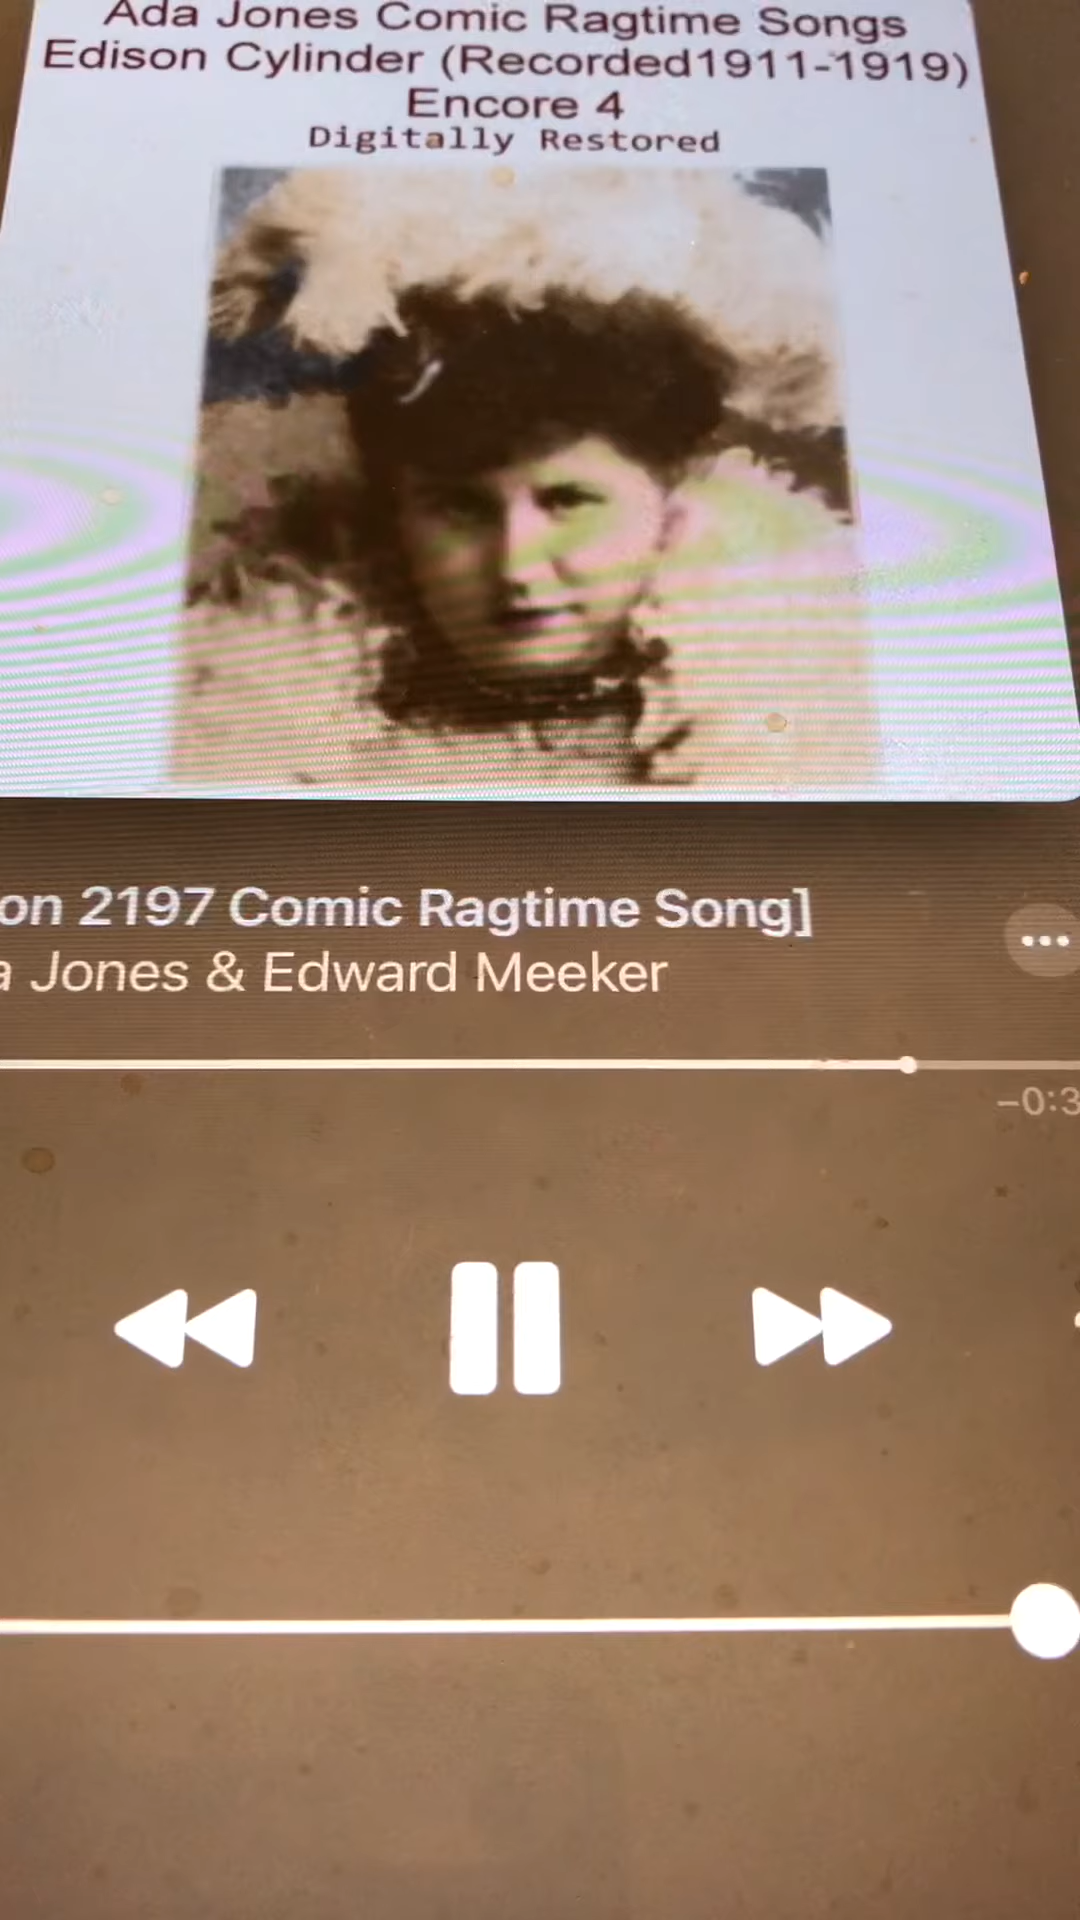 Ada Jones Comic Ragtime Songs
Edison Cylinder (Recorded1911-1919)
Encore 4
Digitally Restored
on 2197 Comic Ragtime Song]
a Jones & Edward Meeker
-0:3